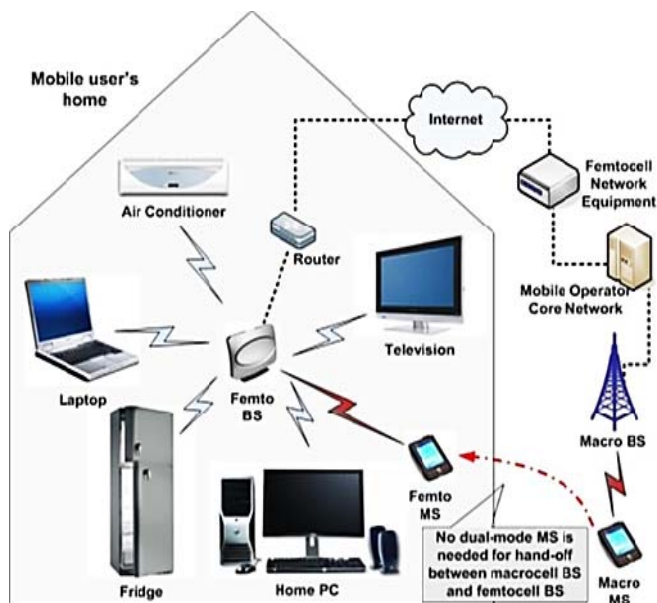 Mobile user's
home
Internet
Femtocell
Network
Equipment
Air Conditioner
Router
Mobile Operator
Core Network
Television
Laptop
Femto
BS
Macro BS
Femto
MS
No dual-mode MS is
needed for hand-off
between macrocell BS
and femtocell BS
Macro
MS
Fridge
Home PC